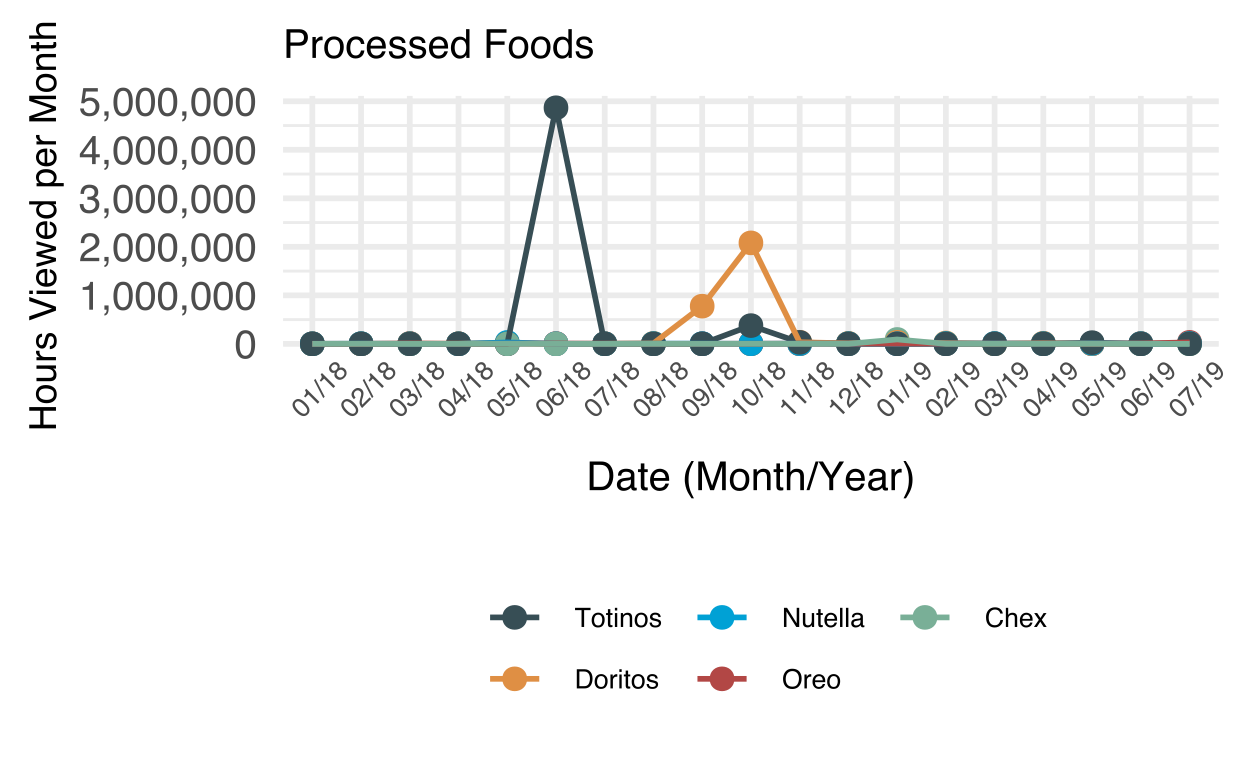 Processed Foods
Hours Viewed per Month
5,000,000
4,000,000
3,000,000
2,000,000
1,000,000
0
01/18 02/18 03/18 04/18 05/18 06/18 07/18 08/18 09/18 10/18 11/18 12/18 01/19 02/19 03/19 04/19 05/19 06/19 07/19
Date (Month/Year)
Totinos Nutella Chex
Doritos Oreo